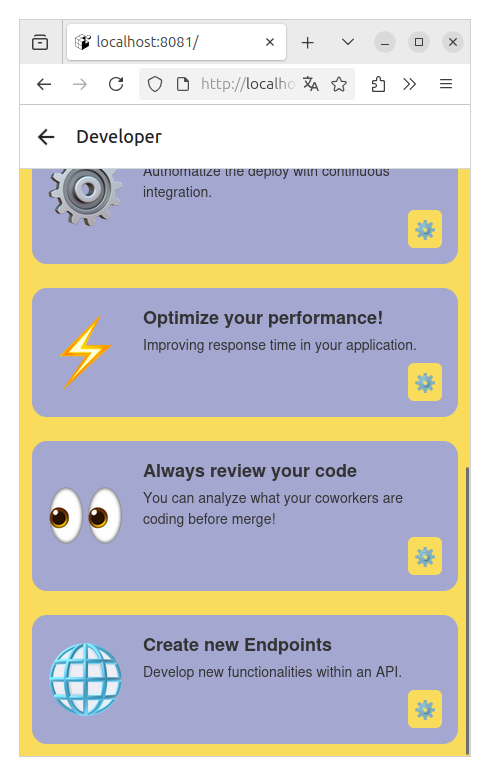 localhost:8081/
http://localho
Developer
Authomatize the deploy with continuous
integration.
Optimize your performance!
Improving response time in your application.
Always review your code
You can analyze what your coworkers are
coding before merge!
Create new Endpoints
Develop new functionalities within an API.